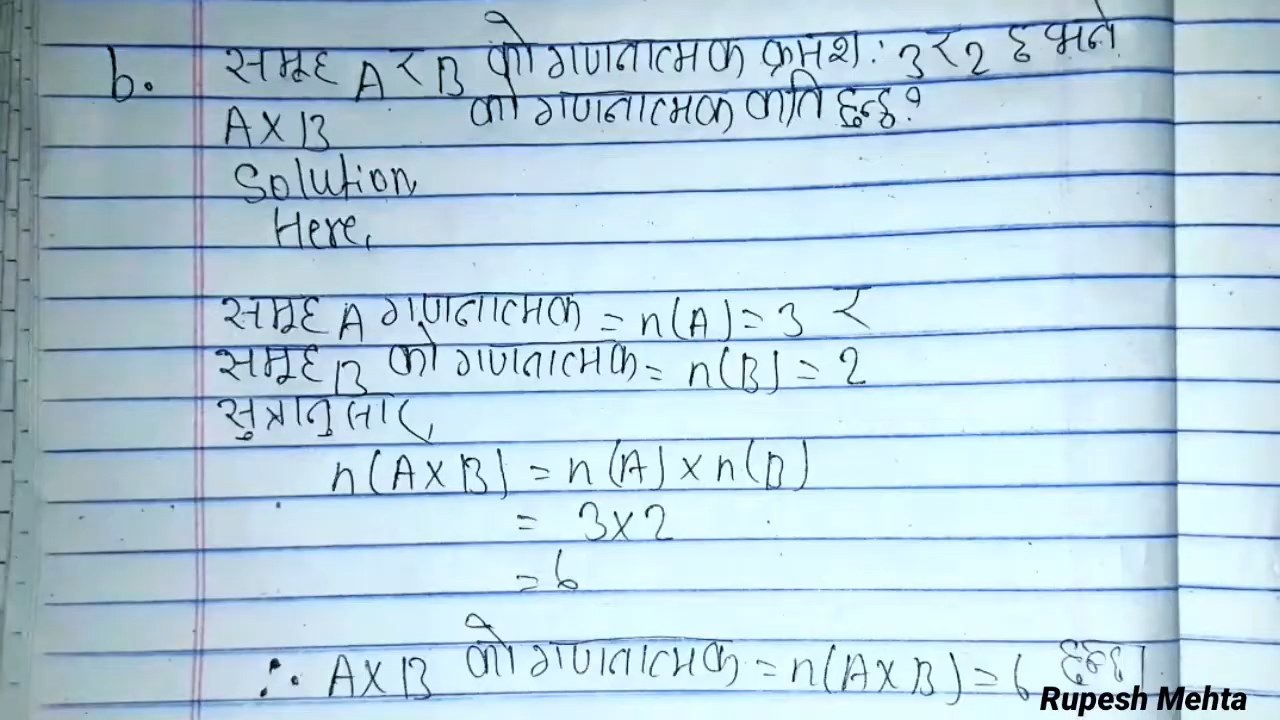 b. समूह A र B को गणनात्मक क्रमशः 3 र 2 छ भने
A X B को गणनात्मक कति हुन्छ?
Solution
Here,
समूह A गणनात्मक = n(A) = 3 र
समूह B को गणनात्मक = n(B) = 2
सुत्रानुसार,
n(A X B) = n(A) x n(B)
= 3 x 2
= 6
∴ A X B को गणनात्मक = n(A X B) = 6 हुन्छ।
Rupesh Mehta